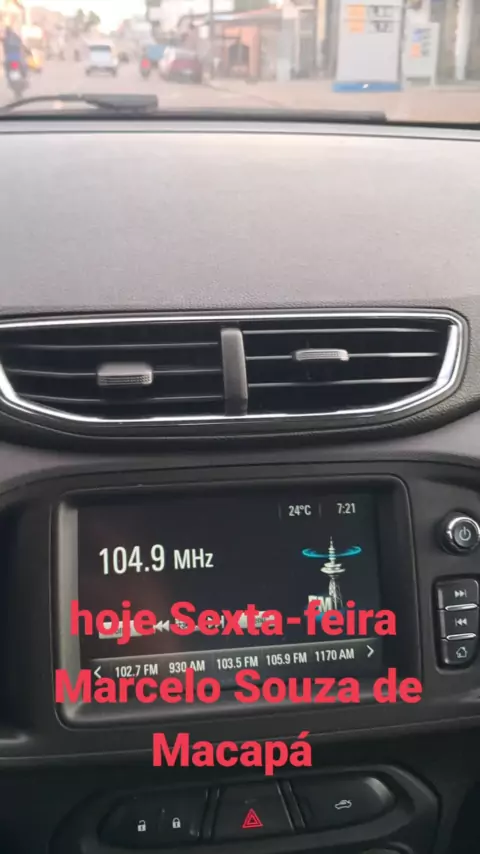 24°C 7:21
104.9 MHz
FM
102.7 FM 930 AM 103.5 FM 105.9 FM 1170 AM
hoje Sexta-feira
Marcelo Souza de
Macapá